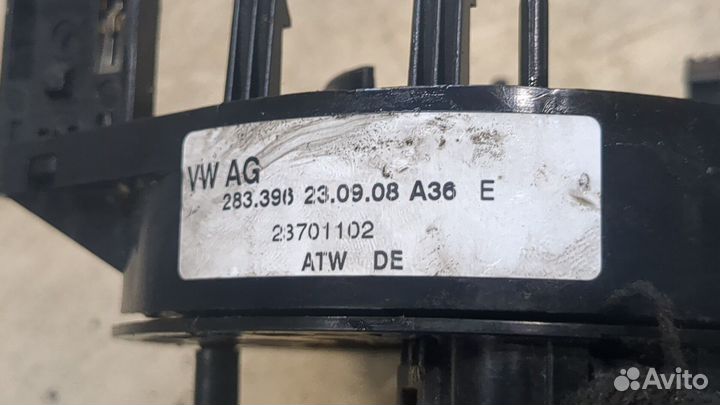 VW AG
283.396 23.09.08 A36 E
23701102
ATW DE
Avito